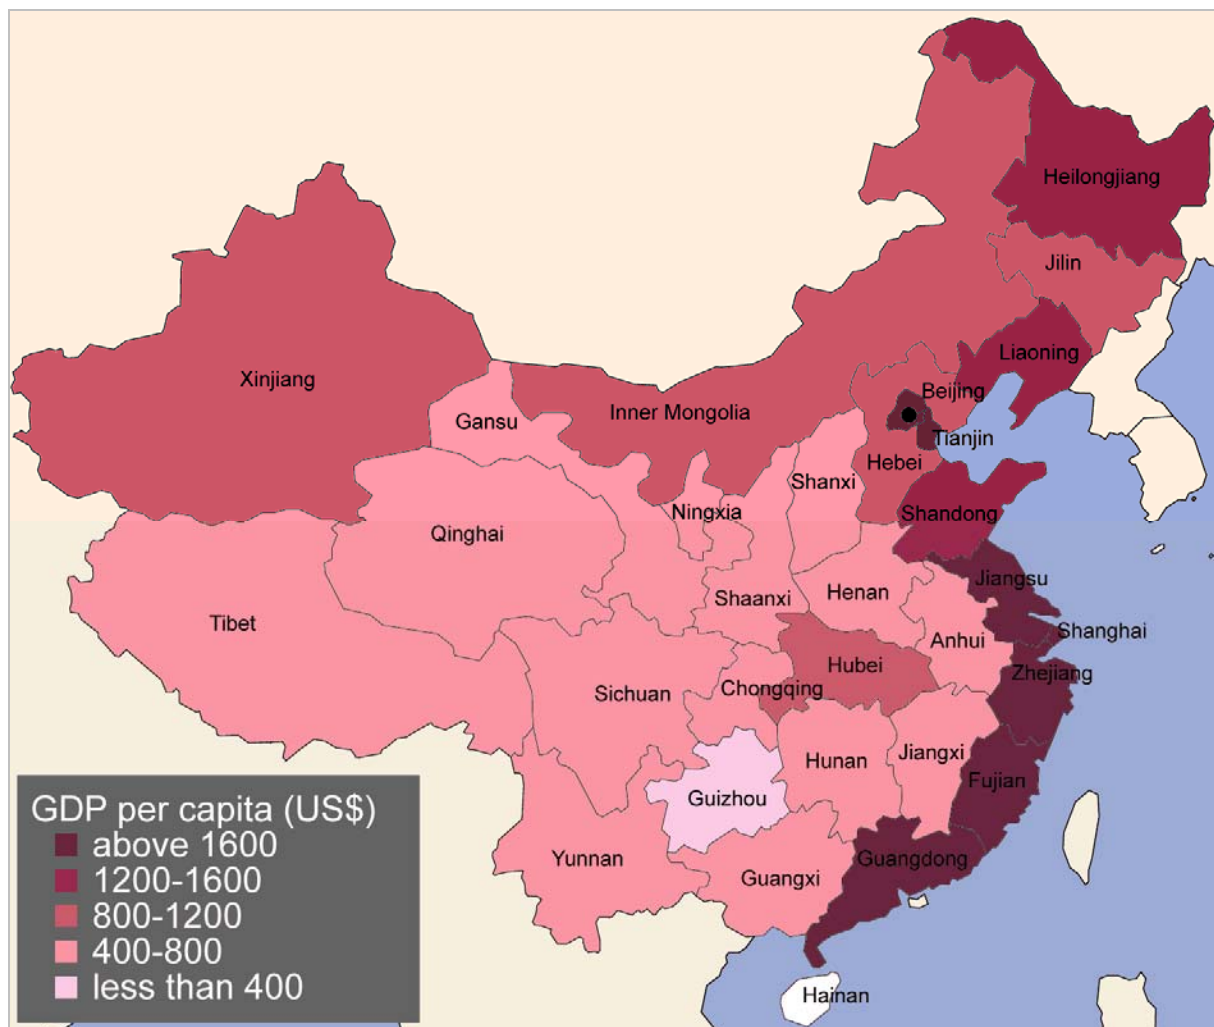 Heilongjiang
Jilin
Liaoning
Xinjiang
Beijing
Inner Mongolia
Gansu
Tianjin
Hebei
Shanxi
Ningxia
Shandong
Qinghai
Jiangsu
Henan
Shaanxi
Tibet
Shanghai
Anhui
Hubei
Zhejiang
Chongqing
Sichuan
Jiangxi
Hunan
Fujian
Guizhou
Yunnan
Guangdong
Guangxi
Hainan
GDP per capita (US$)
above 1600
1200-1600
800-1200
400-800
less than 400